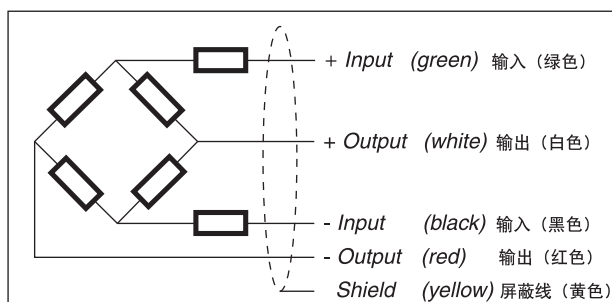 + Input (green) 输入（绿色）
+ Output (white) 输出（白色）
- Input (black) 输入（黑色）
- Output (red) 输出（红色）
Shield (yellow) 屏蔽线（黄色）